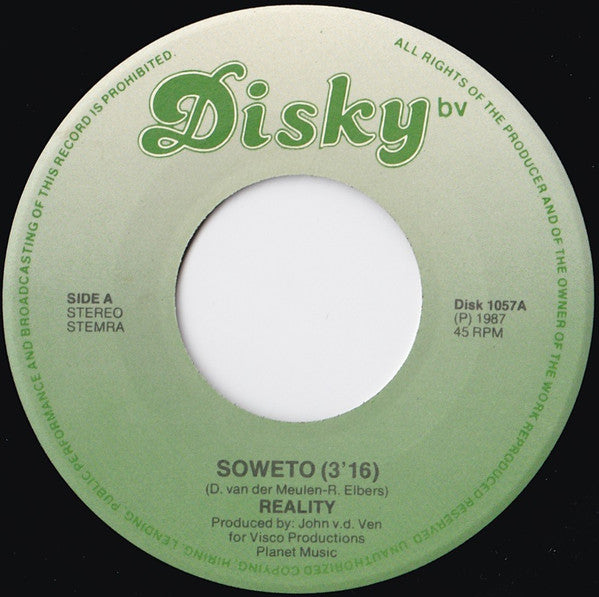 Disky bv
ALL RIGHTS OF THE PRODUCER AND OF THE OWNER OF THE WORK REPRODUCED RESERVED. UNAUTHORIZED COPYING, HIRING, LENDING, PUBLIC PERFORMANCE AND BROADCASTING OF THIS RECORD IS PROHIBITED.
SIDE A
STEREO
STEMRA
Disk 1057A
(P) 1987
45 RPM
SOWETO (3'16)
(D. van der Meulen-R. Elbers)
REALITY
Produced by: John v.d. Ven
for Visco Productions
Planet Music